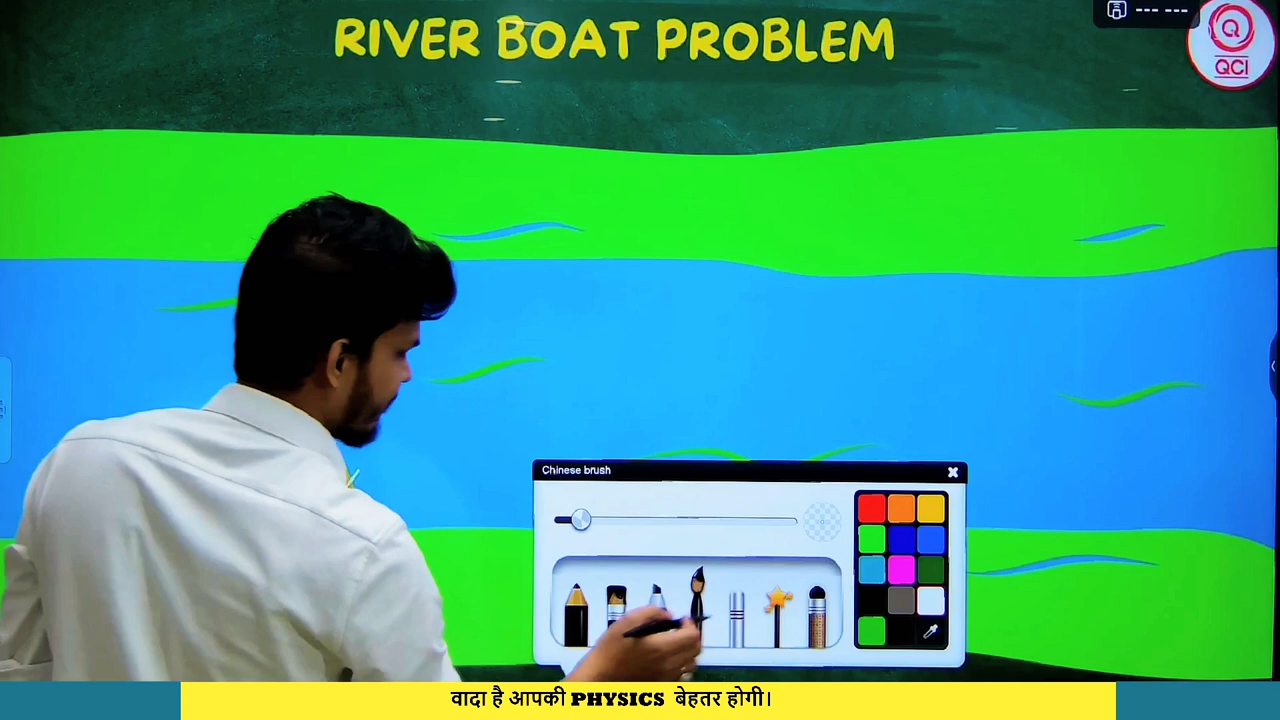 RIVER BOAT PROBLEM
Q
QCI
Chinese brush
वादा है आपकी PHYSICS बेहतर होगी।